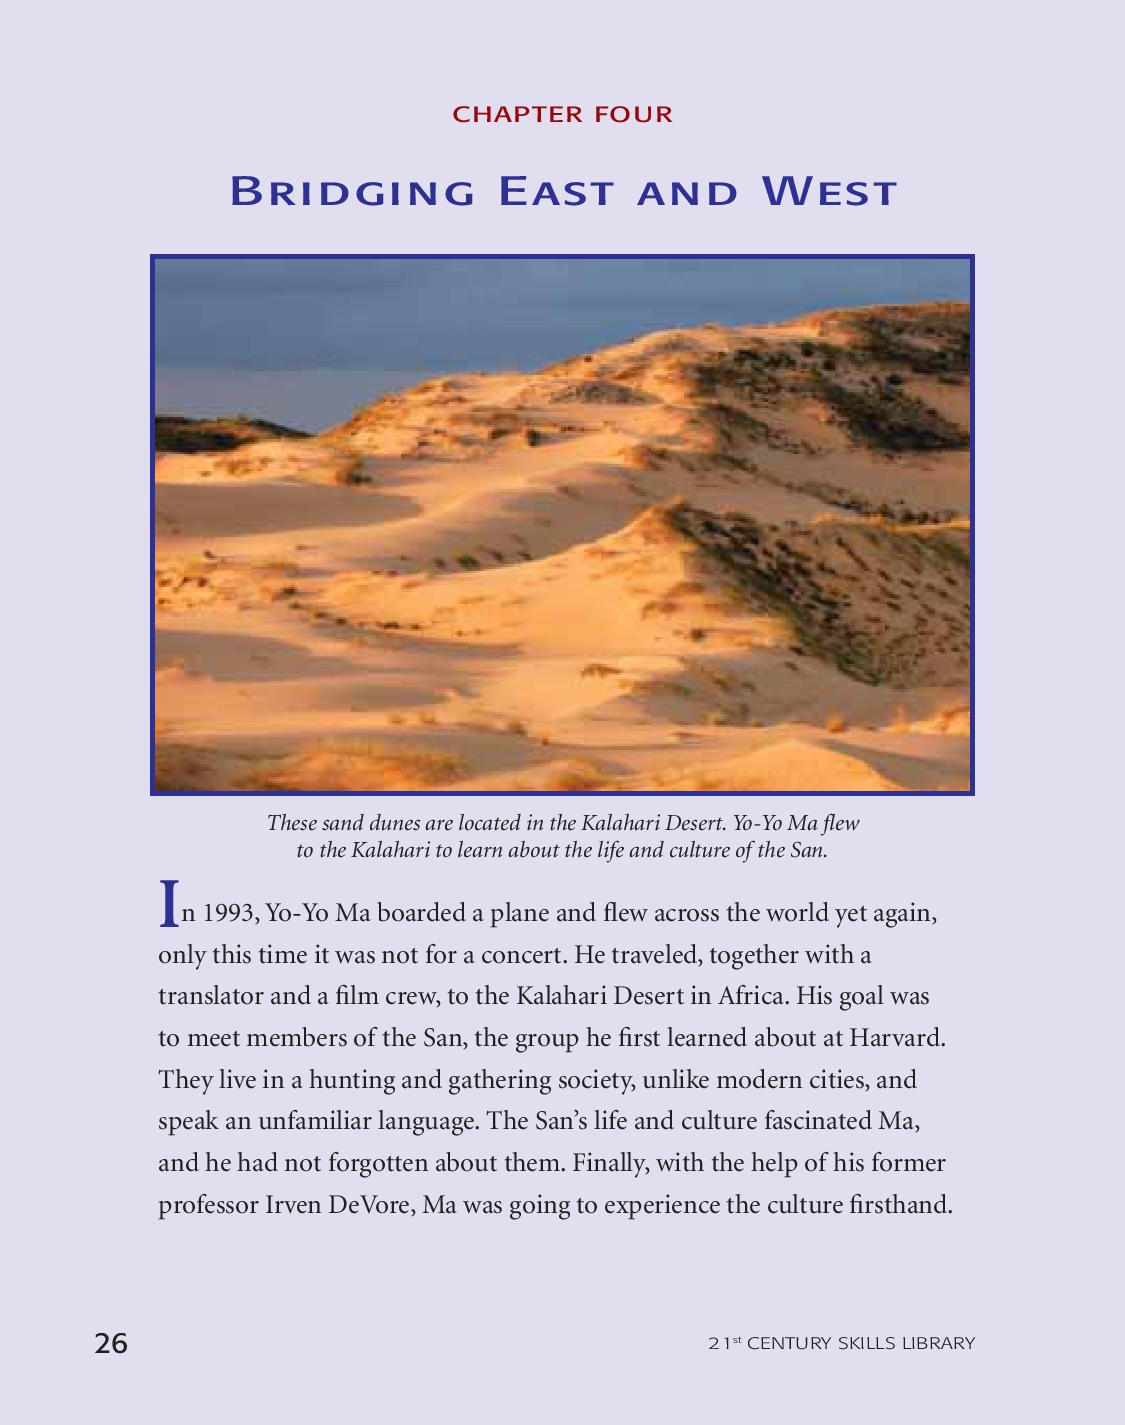 CHAPTER FOUR
BRIDGING EAST AND WEST
These sand dunes are located in the Kalahari Desert. Yo-Yo Ma flew
to the Kalahari to learn about the life and culture of the San.
In 1993, Yo-Yo Ma boarded a plane and flew across the world yet again,
only this time it was not for a concert. He traveled, together with a
translator and a film crew, to the Kalahari Desert in Africa. His goal was
to meet members of the San, the group he first learned about at Harvard.
They live in a hunting and gathering society, unlike modern cities, and
speak an unfamiliar language. The San’s life and culture fascinated Ma,
and he had not forgotten about them. Finally, with the help of his former
professor Irven DeVore, Ma was going to experience the culture firsthand.
26
21st CENTURY SKILLS LIBRARY